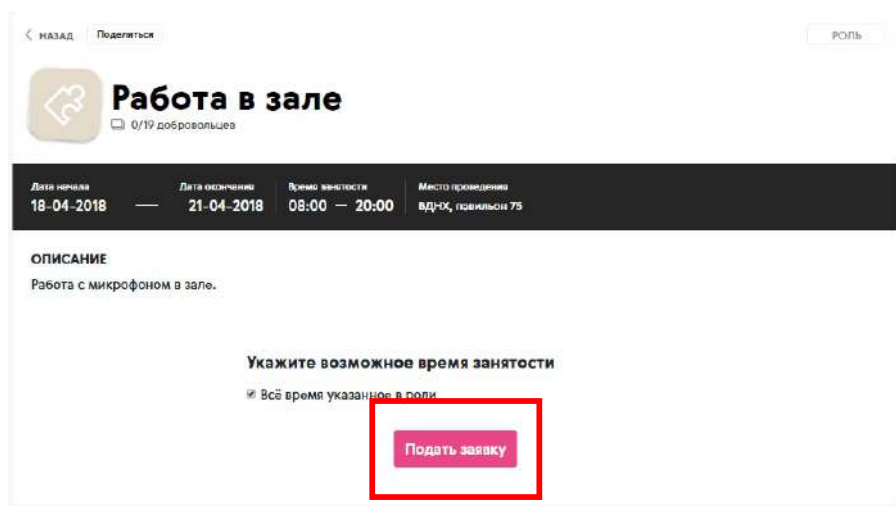 НАЗАД Поделиться РОЛЬ
Работа в зале
0/19 добровольцев
Дата начала Дата окончания Время занятости Место проведения
18-04-2018 — 21-04-2018 08:00 — 20:00 ВДНХ, павильон 75
ОПИСАНИЕ
Работа с микрофоном в зале.
Укажите возможное время занятости
Всё время указанное в роли
Подать заявку